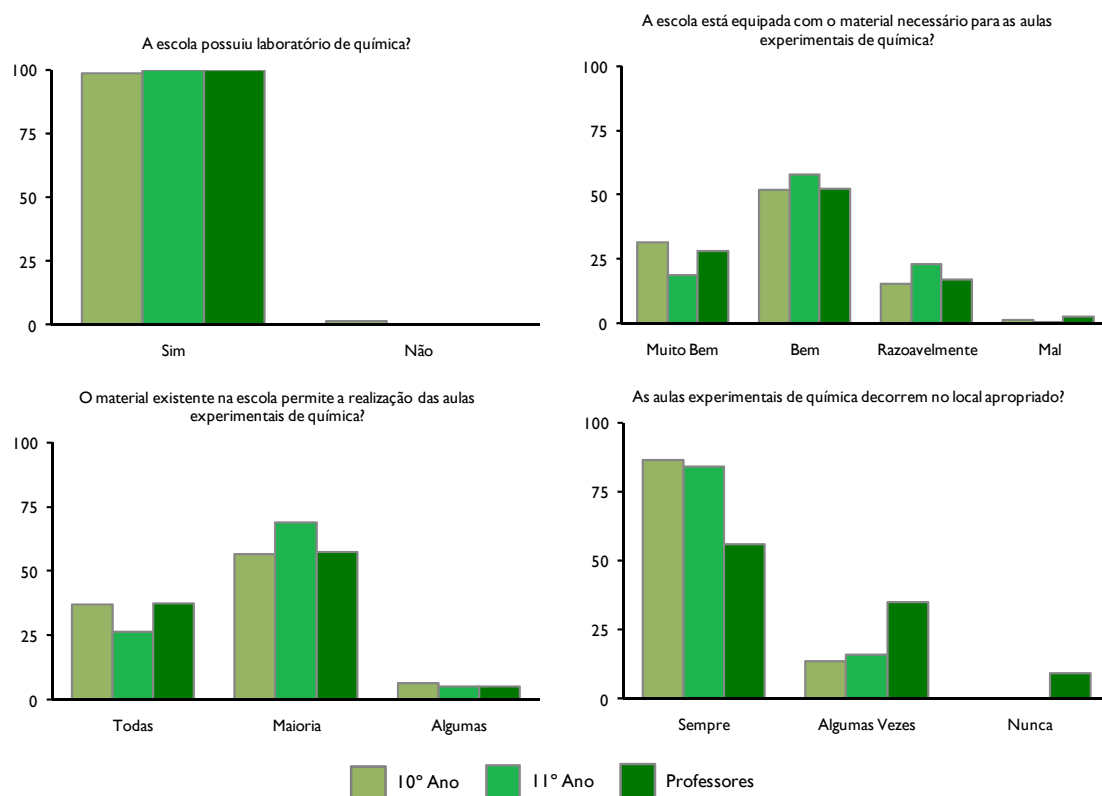 A escola possuiu laboratório de química?
100
75
50
25
0
Sim
Não
A escola está equipada com o material necessário para as aulas
experimentais de química?
100
75
50
25
0
Muito Bem
Bem
Razoavelmente
Mal
O material existente na escola permite a realização das aulas
experimentais de química?
100
75
50
25
0
Todas
Maioria
Algumas
As aulas experimentais de química decorrem no local apropriado?
100
75
50
25
0
Sempre
Algumas Vezes
Nunca
10º Ano
11º Ano
Professores